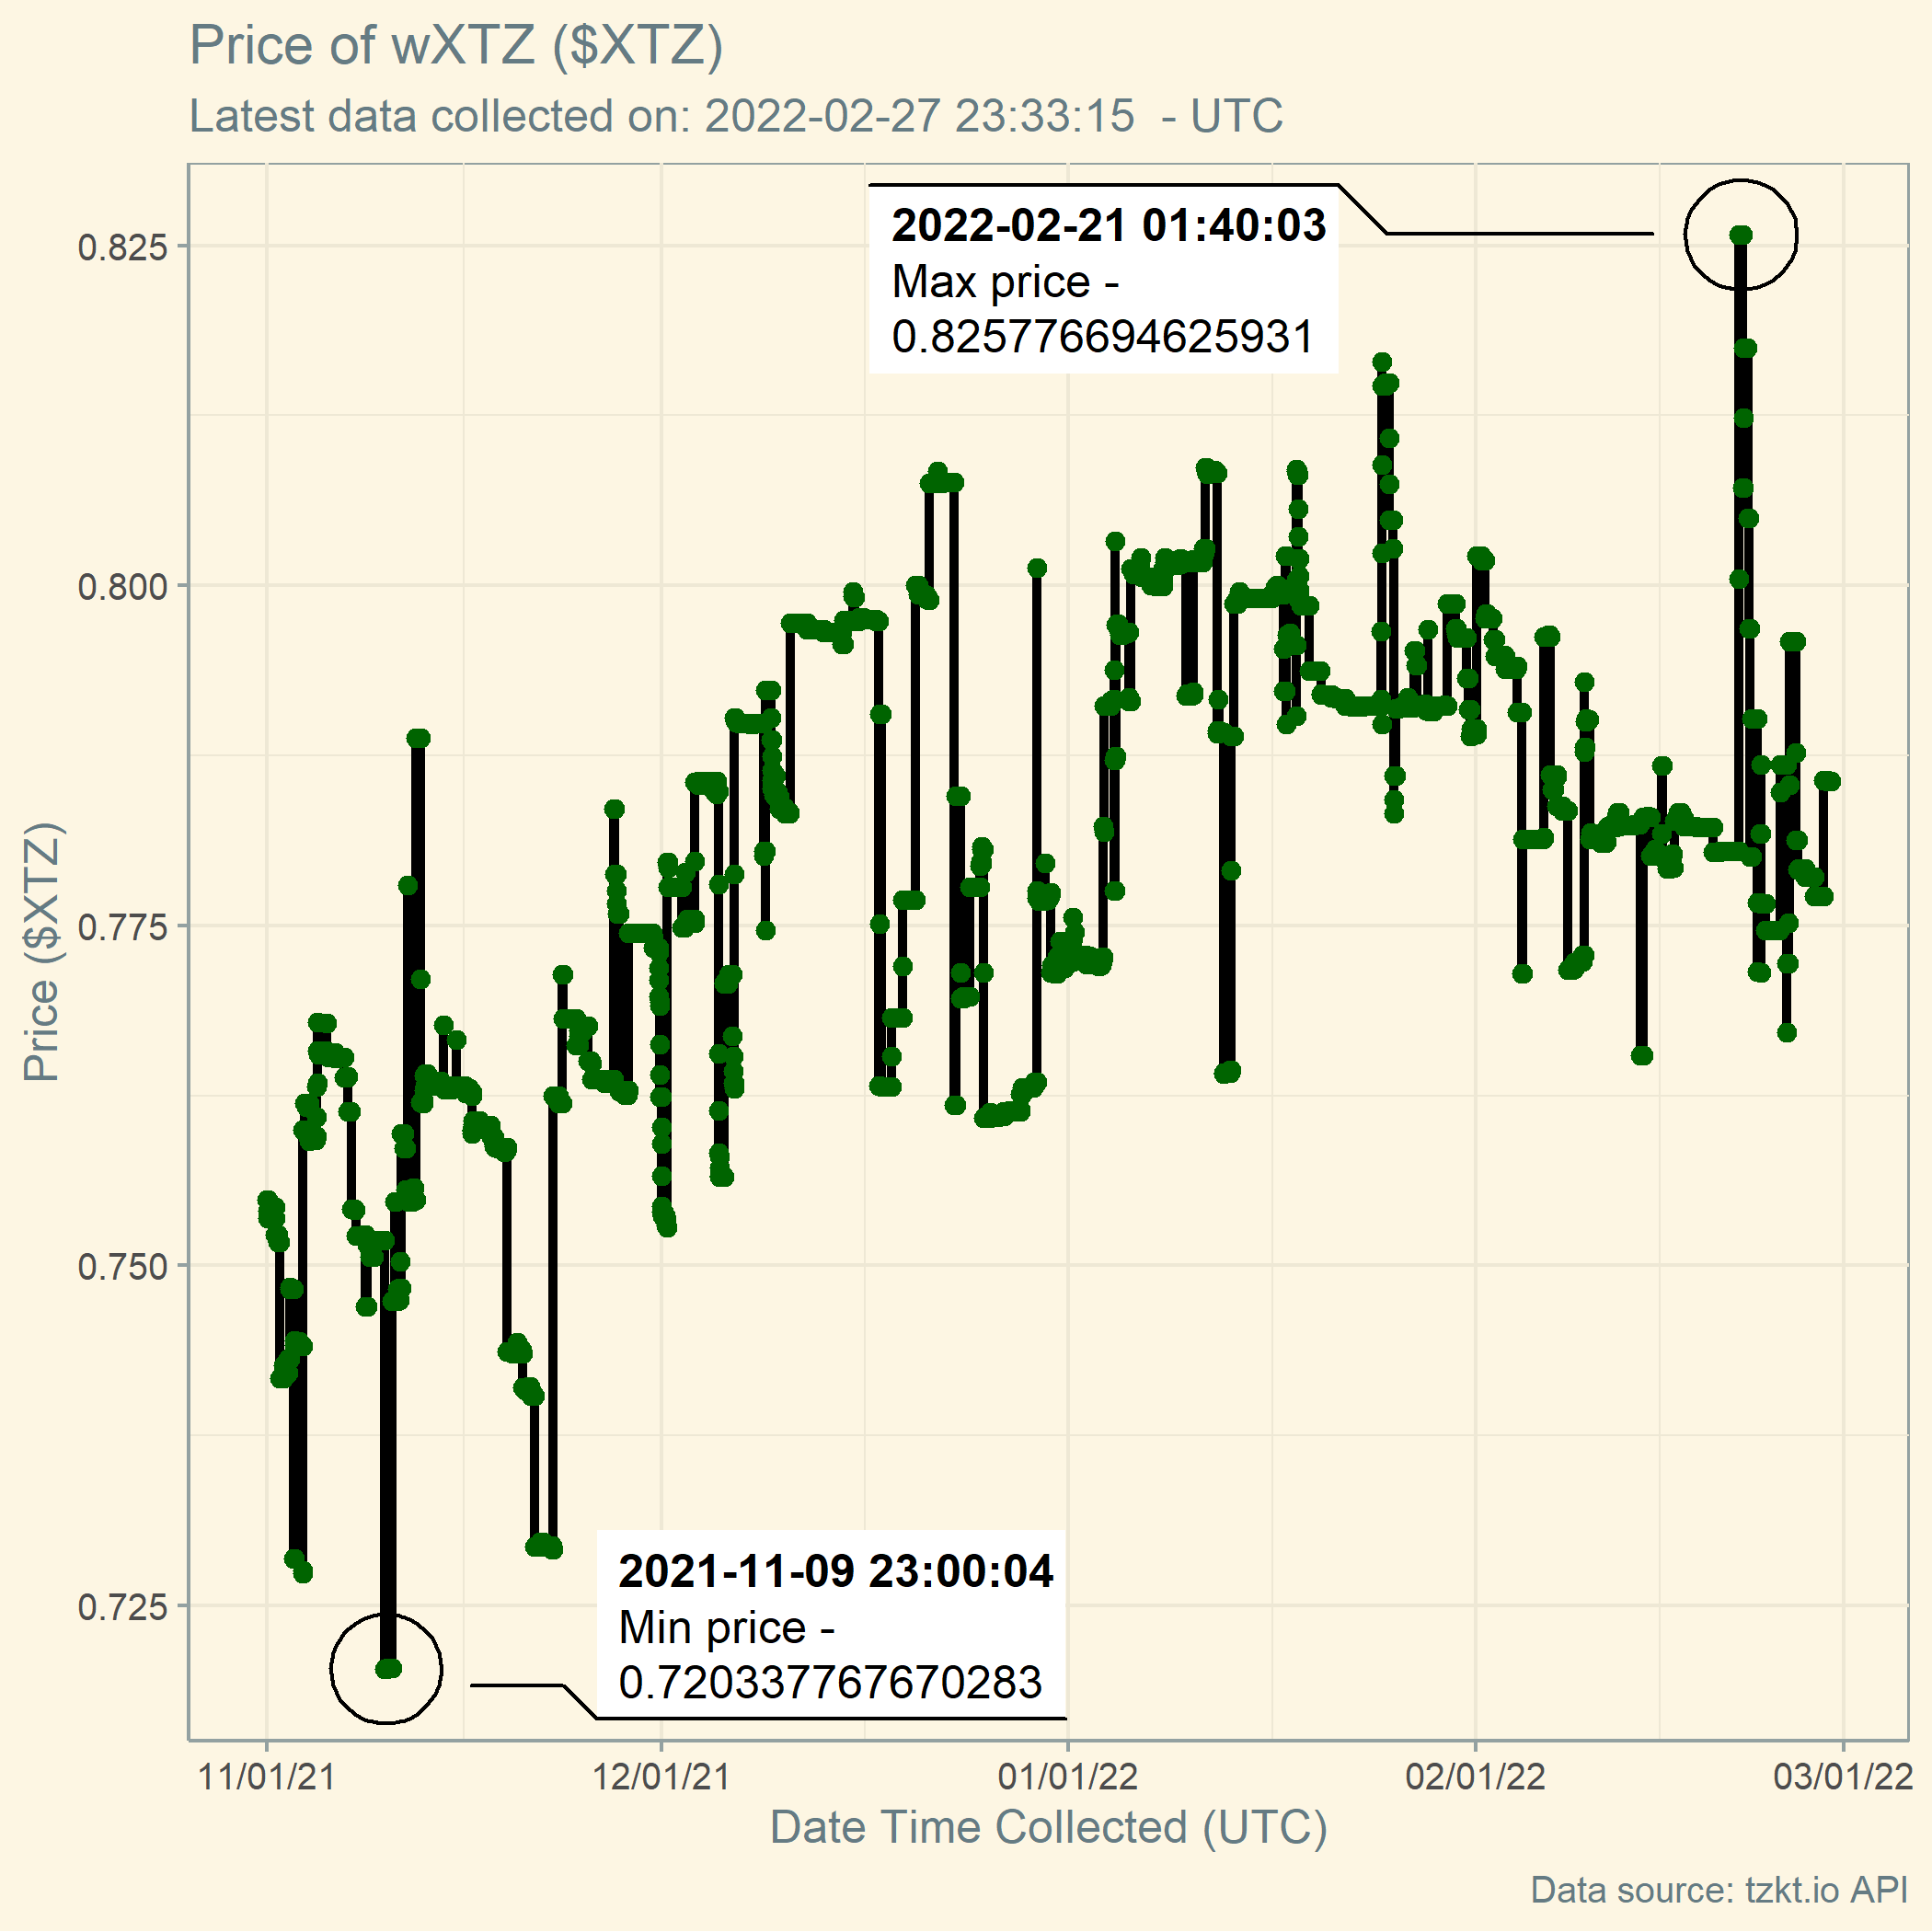 Price of wXTZ ($XTZ)
Latest data collected on: 2022-02-27 23:33:15  - UTC
2022-02-21 01:40:03
Max price -
0.825776694625931
0.825
0.800
0.775
0.750
0.725
Price ($XTZ)
2021-11-09 23:00:04
Min price -
0.720337767670283
11/01/21
12/01/21
01/01/22
02/01/22
03/01/22
Date Time Collected (UTC)
Data source: tzkt.io API